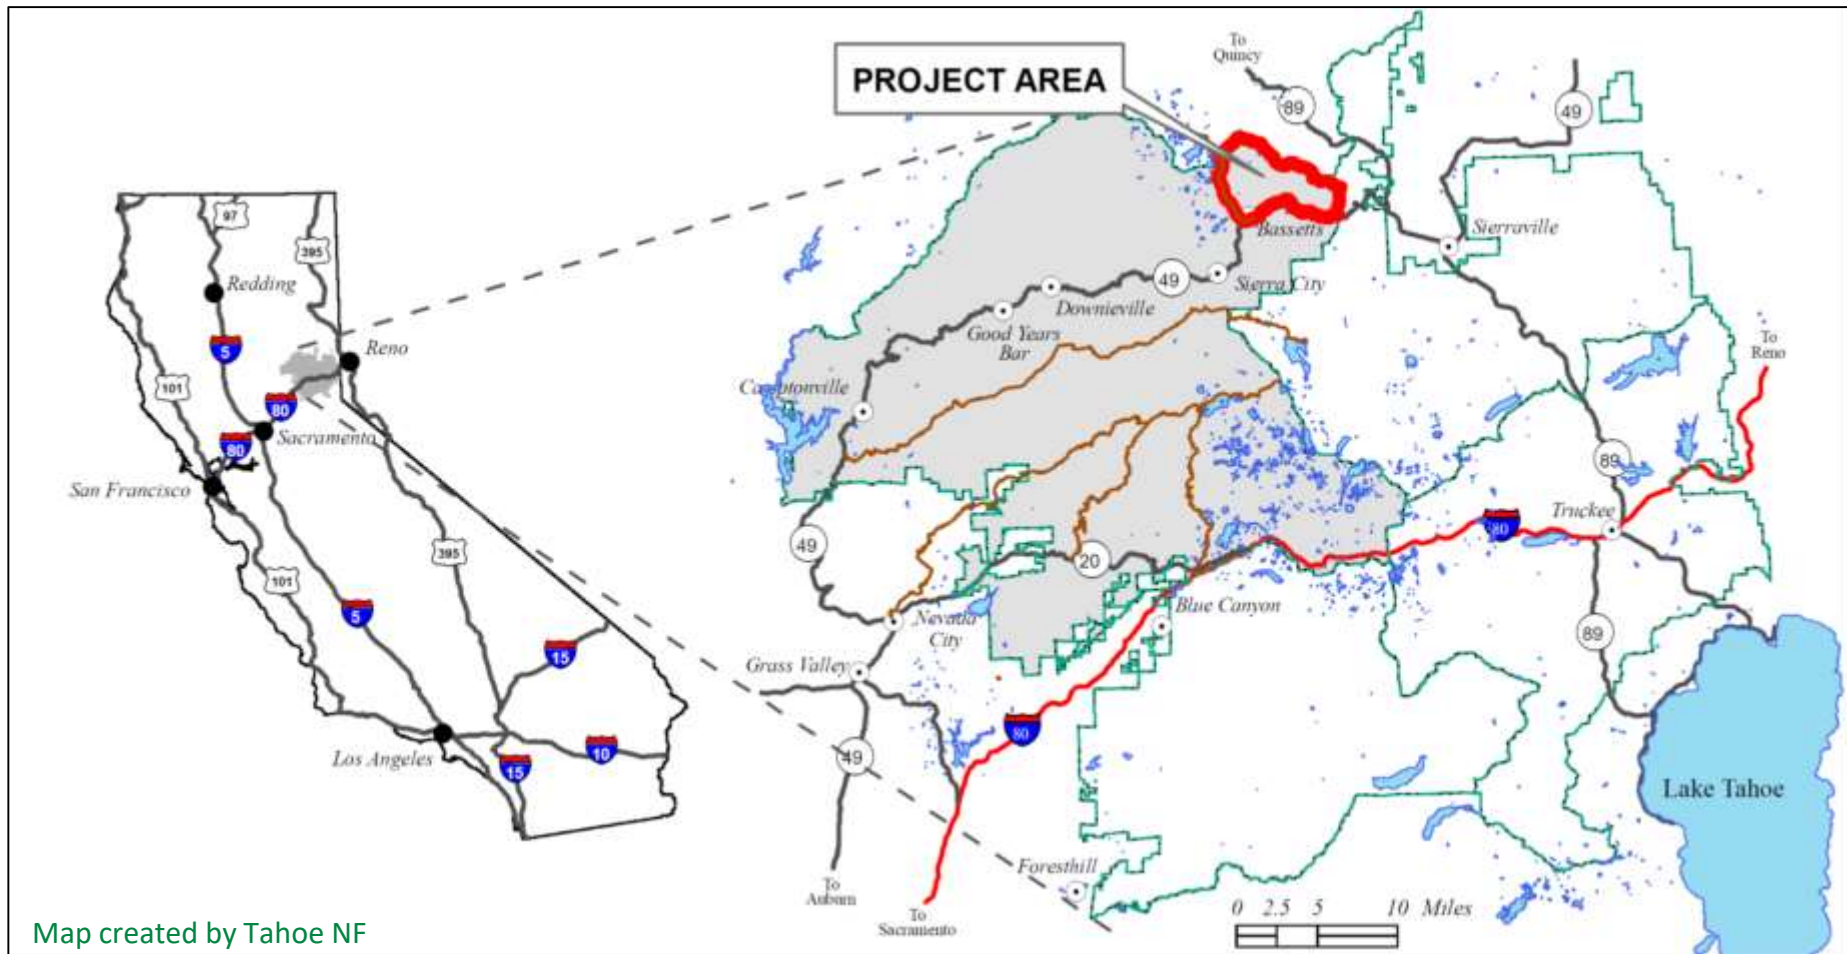 PROJECT AREA
97
395
Redding
5
Reno
101
80
Sacramento
80
San Francisco
395
101
5
15
Los Angeles
15
10
To
Quincy
89
49
Bassetts
Sierraville
49
Sierra City
Downieville
Good Years
Bar
Camptonville
To
Reno
89
Truckee
80
49
20
Blue Canyon
Nevada
City
89
Grass Valley
80
49
Lake Tahoe
Foresthill
To
Auburn
To
Sacramento
0 2.5 5 10 Miles
Map created by Tahoe NF